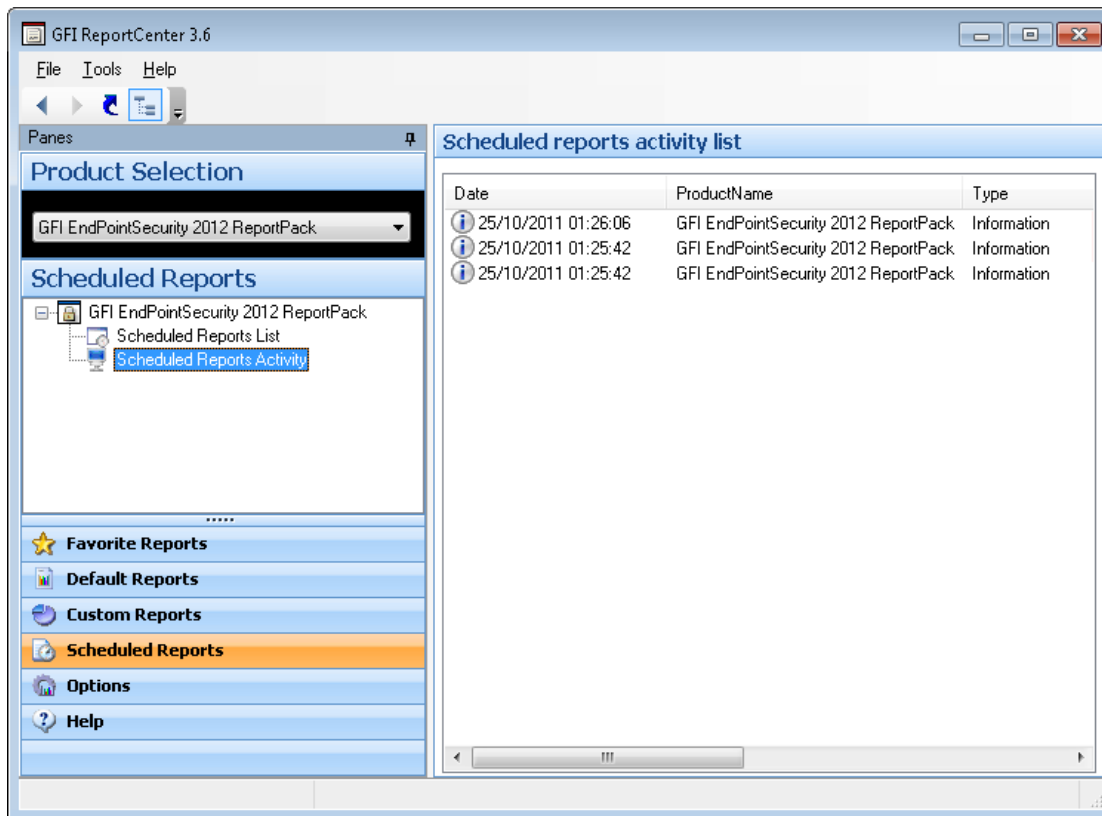 GFI ReportCenter 3.6
File Tools Help
Panes
Product Selection
GFI EndPointSecurity 2012 ReportPack
Scheduled Reports
GFI EndPointSecurity 2012 ReportPack
Scheduled Reports List
Scheduled Reports Activity
Favorite Reports
Default Reports
Custom Reports
Scheduled Reports
Options
Help
Scheduled reports activity list
Date ProductName Type
25/10/2011 01:26:06 GFI EndPointSecurity 2012 ReportPack Information
25/10/2011 01:25:42 GFI EndPointSecurity 2012 ReportPack Information
25/10/2011 01:25:42 GFI EndPointSecurity 2012 ReportPack Information